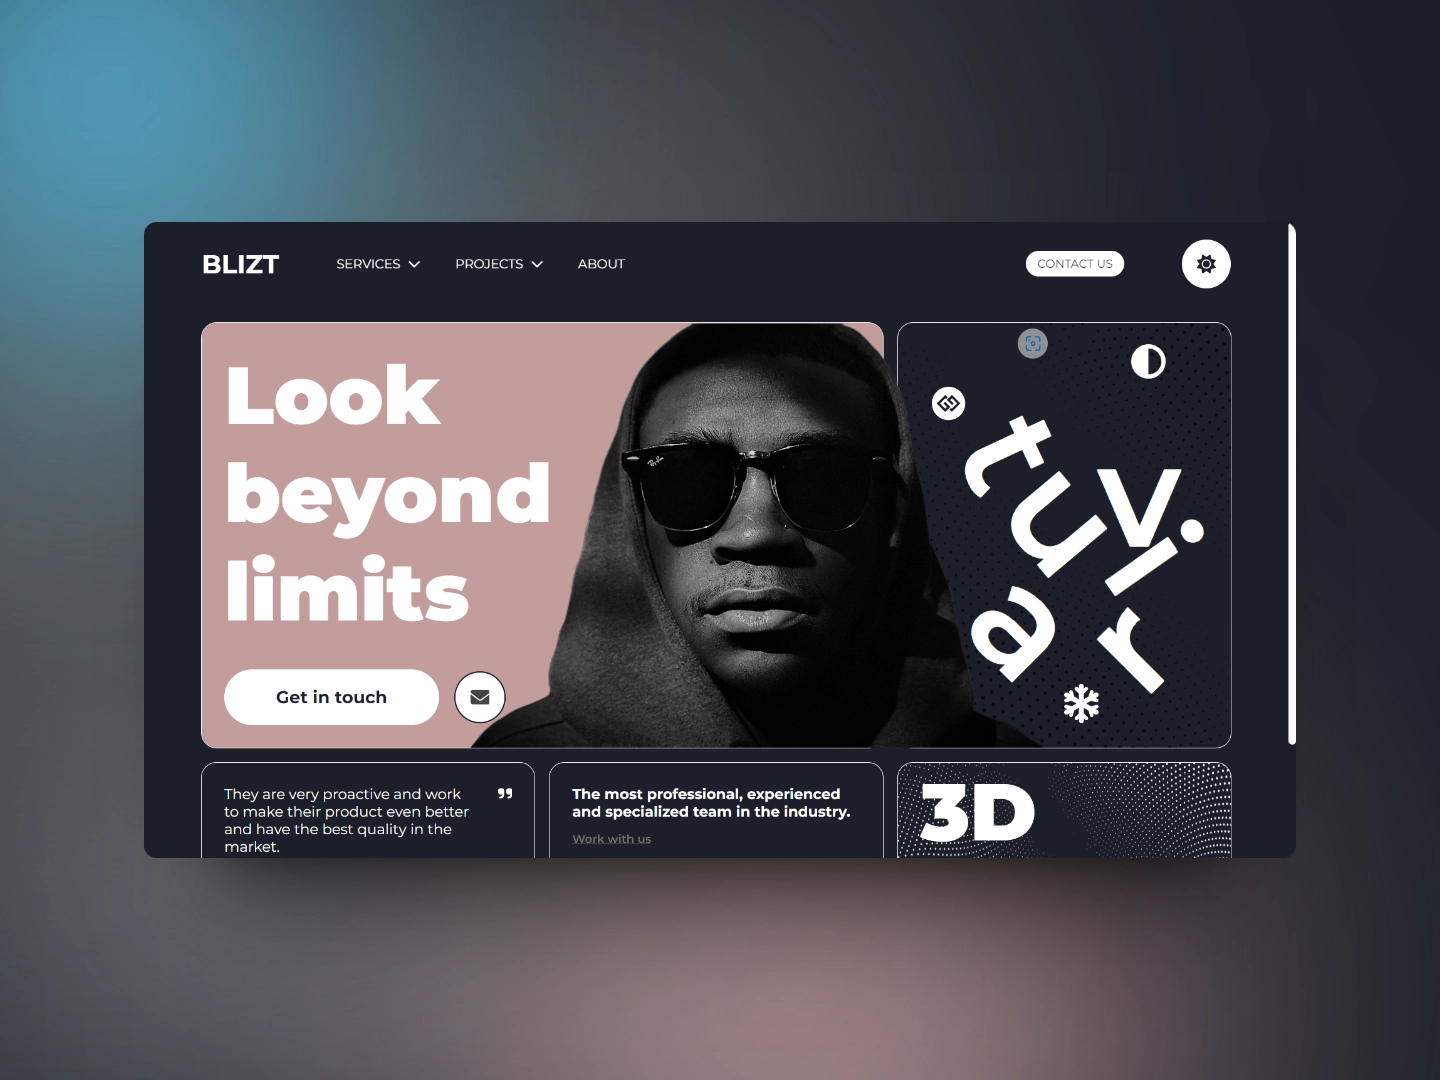 BLIZT
SERVICES
PROJECTS
ABOUT
CONTACT US
Look
beyond
limits
Ray-Ban
t
u
V.
l
a
r
Get in touch
They are very proactive and work
to make their product even better
and have the best quality in the
market.
”
The most professional, experienced
and specialized team in the industry.
Work with us
3D